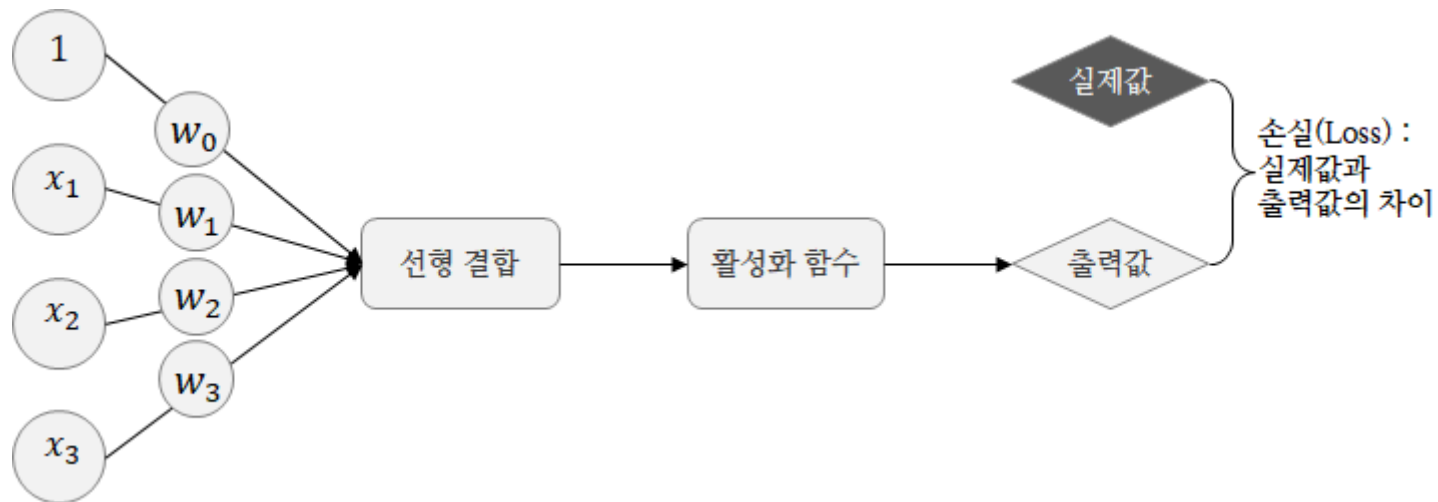 1
w₀
x₁
w₁
x₂
w₂
x₃
w₃
선형 결합
활성화 함수
실제값
출력값
손실(Loss) :
실제값과
출력값의 차이